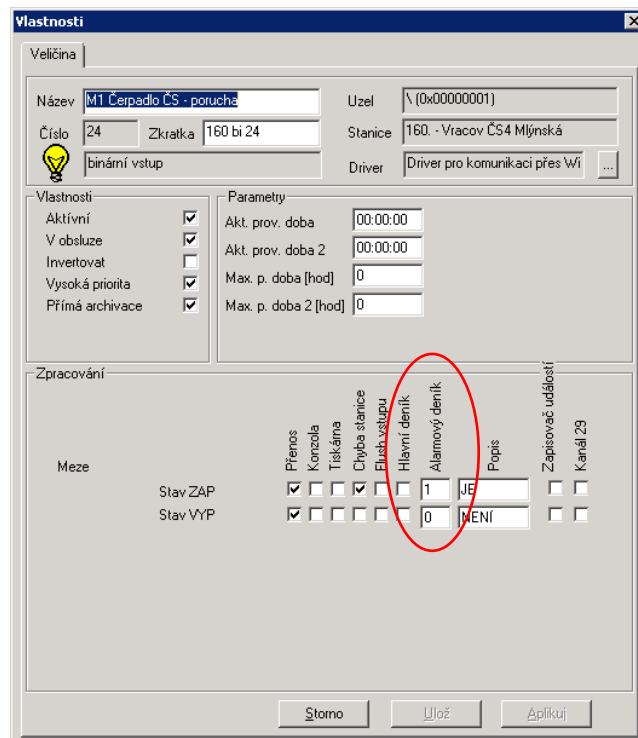 Vlastnosti
Veličina
Název M1 Čerpadlo ČS - porucha Uzel \ (0x00000001)
Číslo 24 Zkratka 160 bi 24 Stanice 160. - Vracov ČS4 Mlýnská
binární vstup Driver Driver pro komunikaci přes Wi ...
Vlastnosti Parametry
Aktívní Akt. prov. doba 00:00:00
V obsluze Akt. prov. doba 2 00:00:00
Invertovat Max. p. doba [hod] 0
Vysoká priorita Max. p. doba 2 [hod] 0
Přímá archivace
Zpracování
Meze Přenos Konzola Tiskárna Chyba stanice Flush vstupu Hlavní deník Alarmový deník Popis Zapisovač událostí Kanál 29
Stav ZAP 1 JE
Stav VYP 0 NENÍ
Storno Ulož Aplikuj